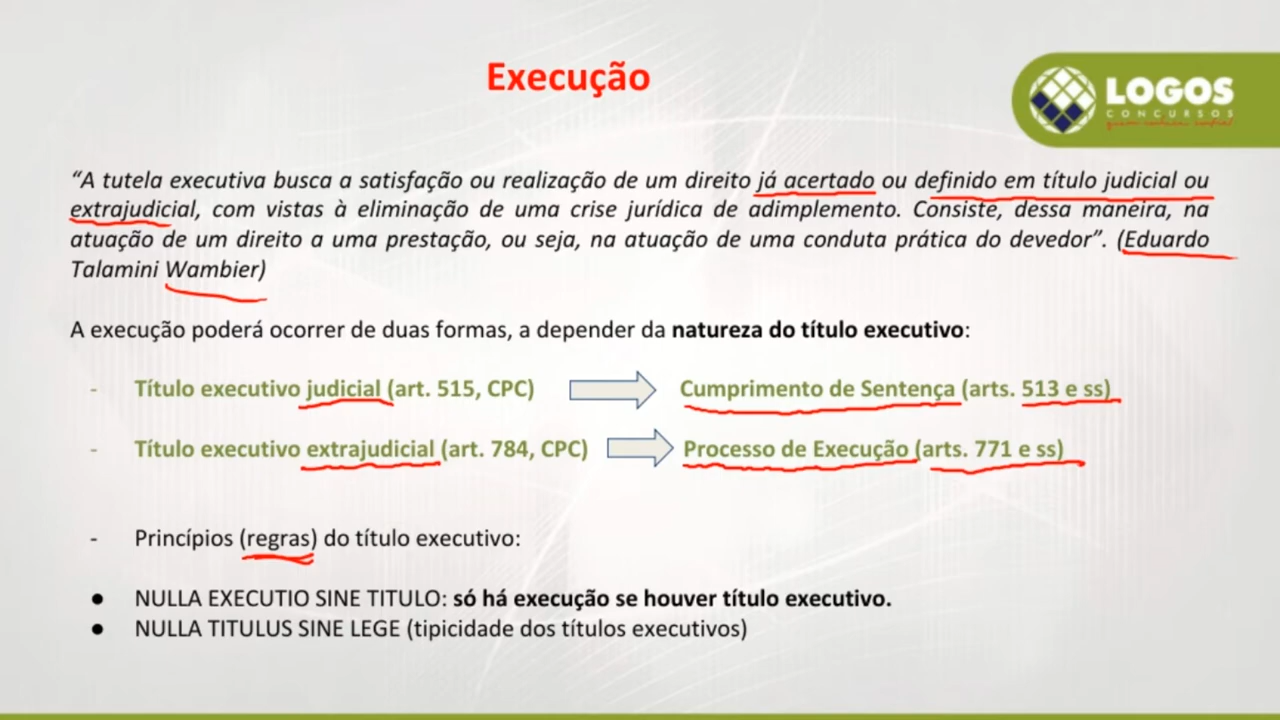 Execução
LOGOS
CONCURSOS
“A tutela executiva busca a satisfação ou realização de um direito já acertado ou definido em título judicial ou
extrajudicial, com vistas à eliminação de uma crise jurídica de adimplemento. Consiste, dessa maneira, na
atuação de um direito a uma prestação, ou seja, na atuação de uma conduta prática do devedor”. (Eduardo
Talamini Wambier)
A execução poderá ocorrer de duas formas, a depender da natureza do título executivo:
- Título executivo judicial (art. 515, CPC) Cumprimento de Sentença (arts. 513 e ss)
- Título executivo extrajudicial (art. 784, CPC) Processo de Execução (arts. 771 e ss)
- Princípios (regras) do título executivo:
● NULLA EXECUTIO SINE TITULO: só há execução se houver título executivo.
● NULLA TITULUS SINE LEGE (tipicidade dos títulos executivos)